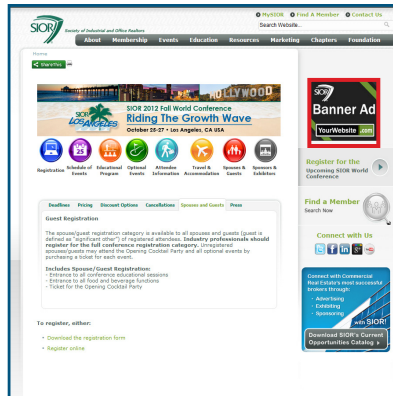 MySIOR Find A Member Contact Us
SIOR
Society of Industrial and Office Realtors
Search Website...
About Membership Events Education Resources Marketing Chapters Foundation
Home
ShareThis
HOLLYWOOD
SIOR
LOS ANGELES
SIOR 2012 Fall World Conference
Riding The Growth Wave
October 25-27 • Los Angeles, CA USA
25
Registration
Schedule of Events
Educational Program
Optional Events
Attendee Information
Travel & Accommodation
Spouses & Guests
Sponsors & Exhibitors
Deadlines Pricing Discount Options Cancellations Spouses and Guests Press
Guest Registration
The spouse/guest registration category is available to all spouses and guests (guest is
defined as "significant other") of registered attendees. Industry professionals should
register for the full conference registration category. Unregistered
spouses/guests may attend the Opening Cocktail Party and all optional events by
purchasing a ticket for each event.
Includes Spouse/Guest Registration:
- Entrance to all conference educational sessions
- Entrance to all food and beverage functions
- Ticket for the Opening Cocktail Party
To register, either:
• Download the registration form
• Register online
SIOR
Banner Ad
YourWebsite .com
Register for the
Upcoming SIOR World
Conference
Find a Member
Search Now
Connect with Us
Connect with Commercial
Real Estate's most successful
brokers through:
- Advertising
- Exhibiting
- Sponsoring
with SIOR!
Download SIOR's Current
Opportunities Catalog